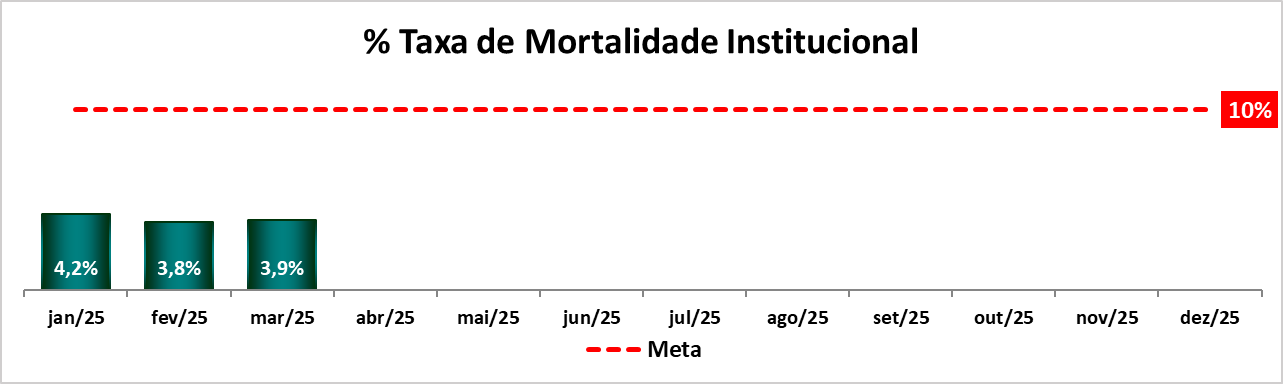 % Taxa de Mortalidade Institucional
10%
4,2% 3,8% 3,9%
jan/25 fev/25 mar/25 abr/25 mai/25 jun/25 jul/25 ago/25 set/25 out/25 nov/25 dez/25
Meta